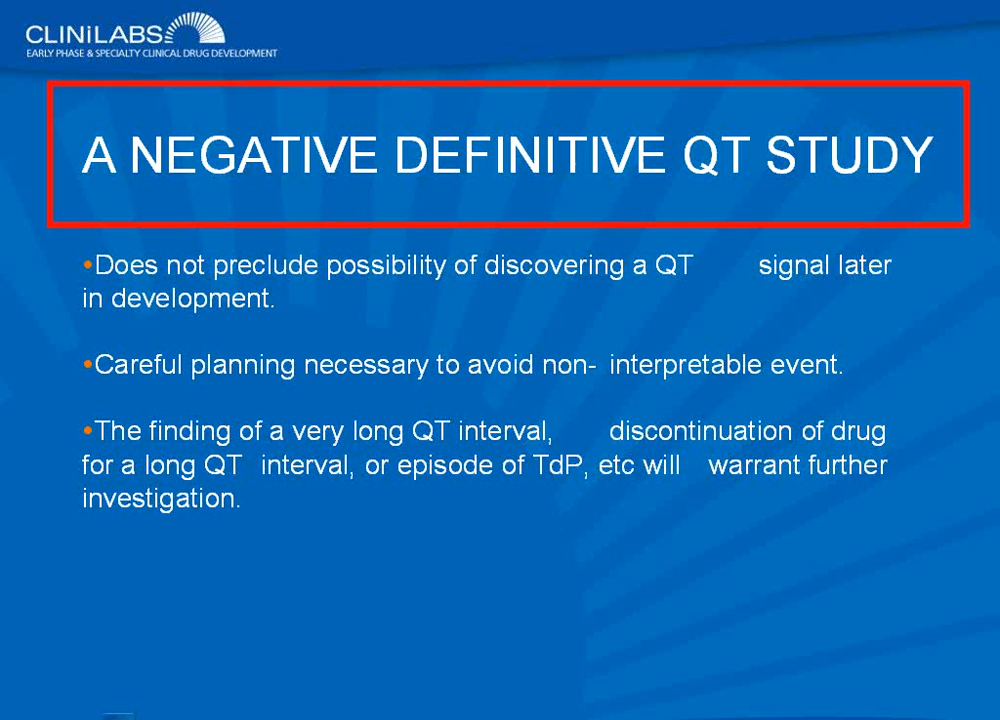 CLINiLABS
EARLY PHASE & SPECIALTY CLINICAL DRUG DEVELOPMENT
A NEGATIVE DEFINITIVE QT STUDY
•Does not preclude possibility of discovering a QT signal later
in development.
•Careful planning necessary to avoid non- interpretable event.
•The finding of a very long QT interval, discontinuation of drug
for a long QT interval, or episode of TdP, etc will warrant further
investigation.